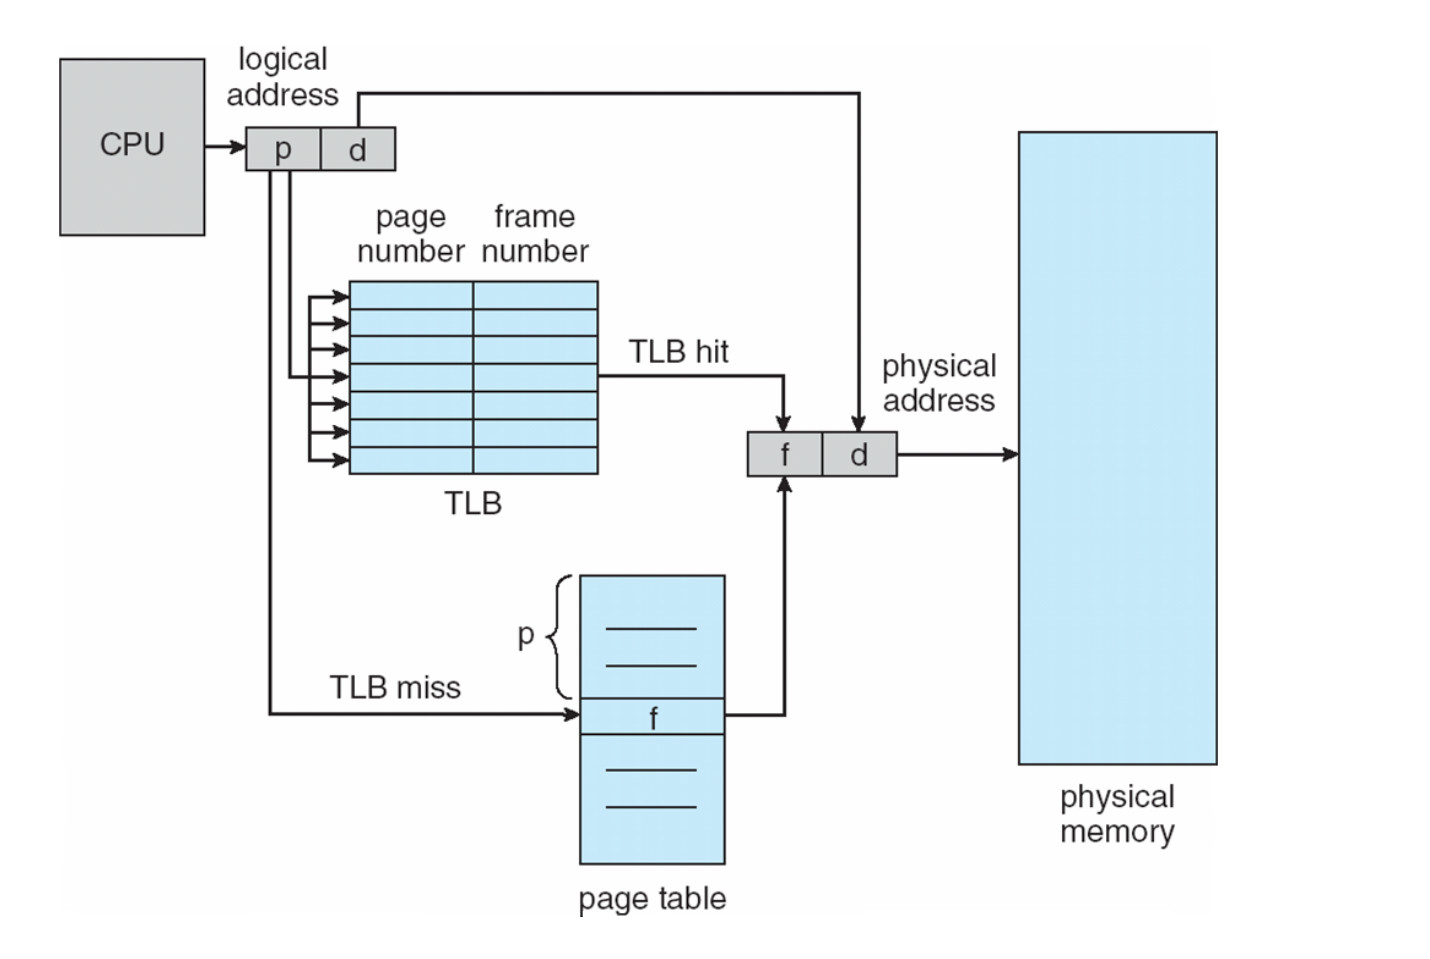 logical
address
CPU
p
d
page
number
frame
number
TLB hit
physical
address
f
d
TLB
p
TLB miss
f
physical
memory
page table